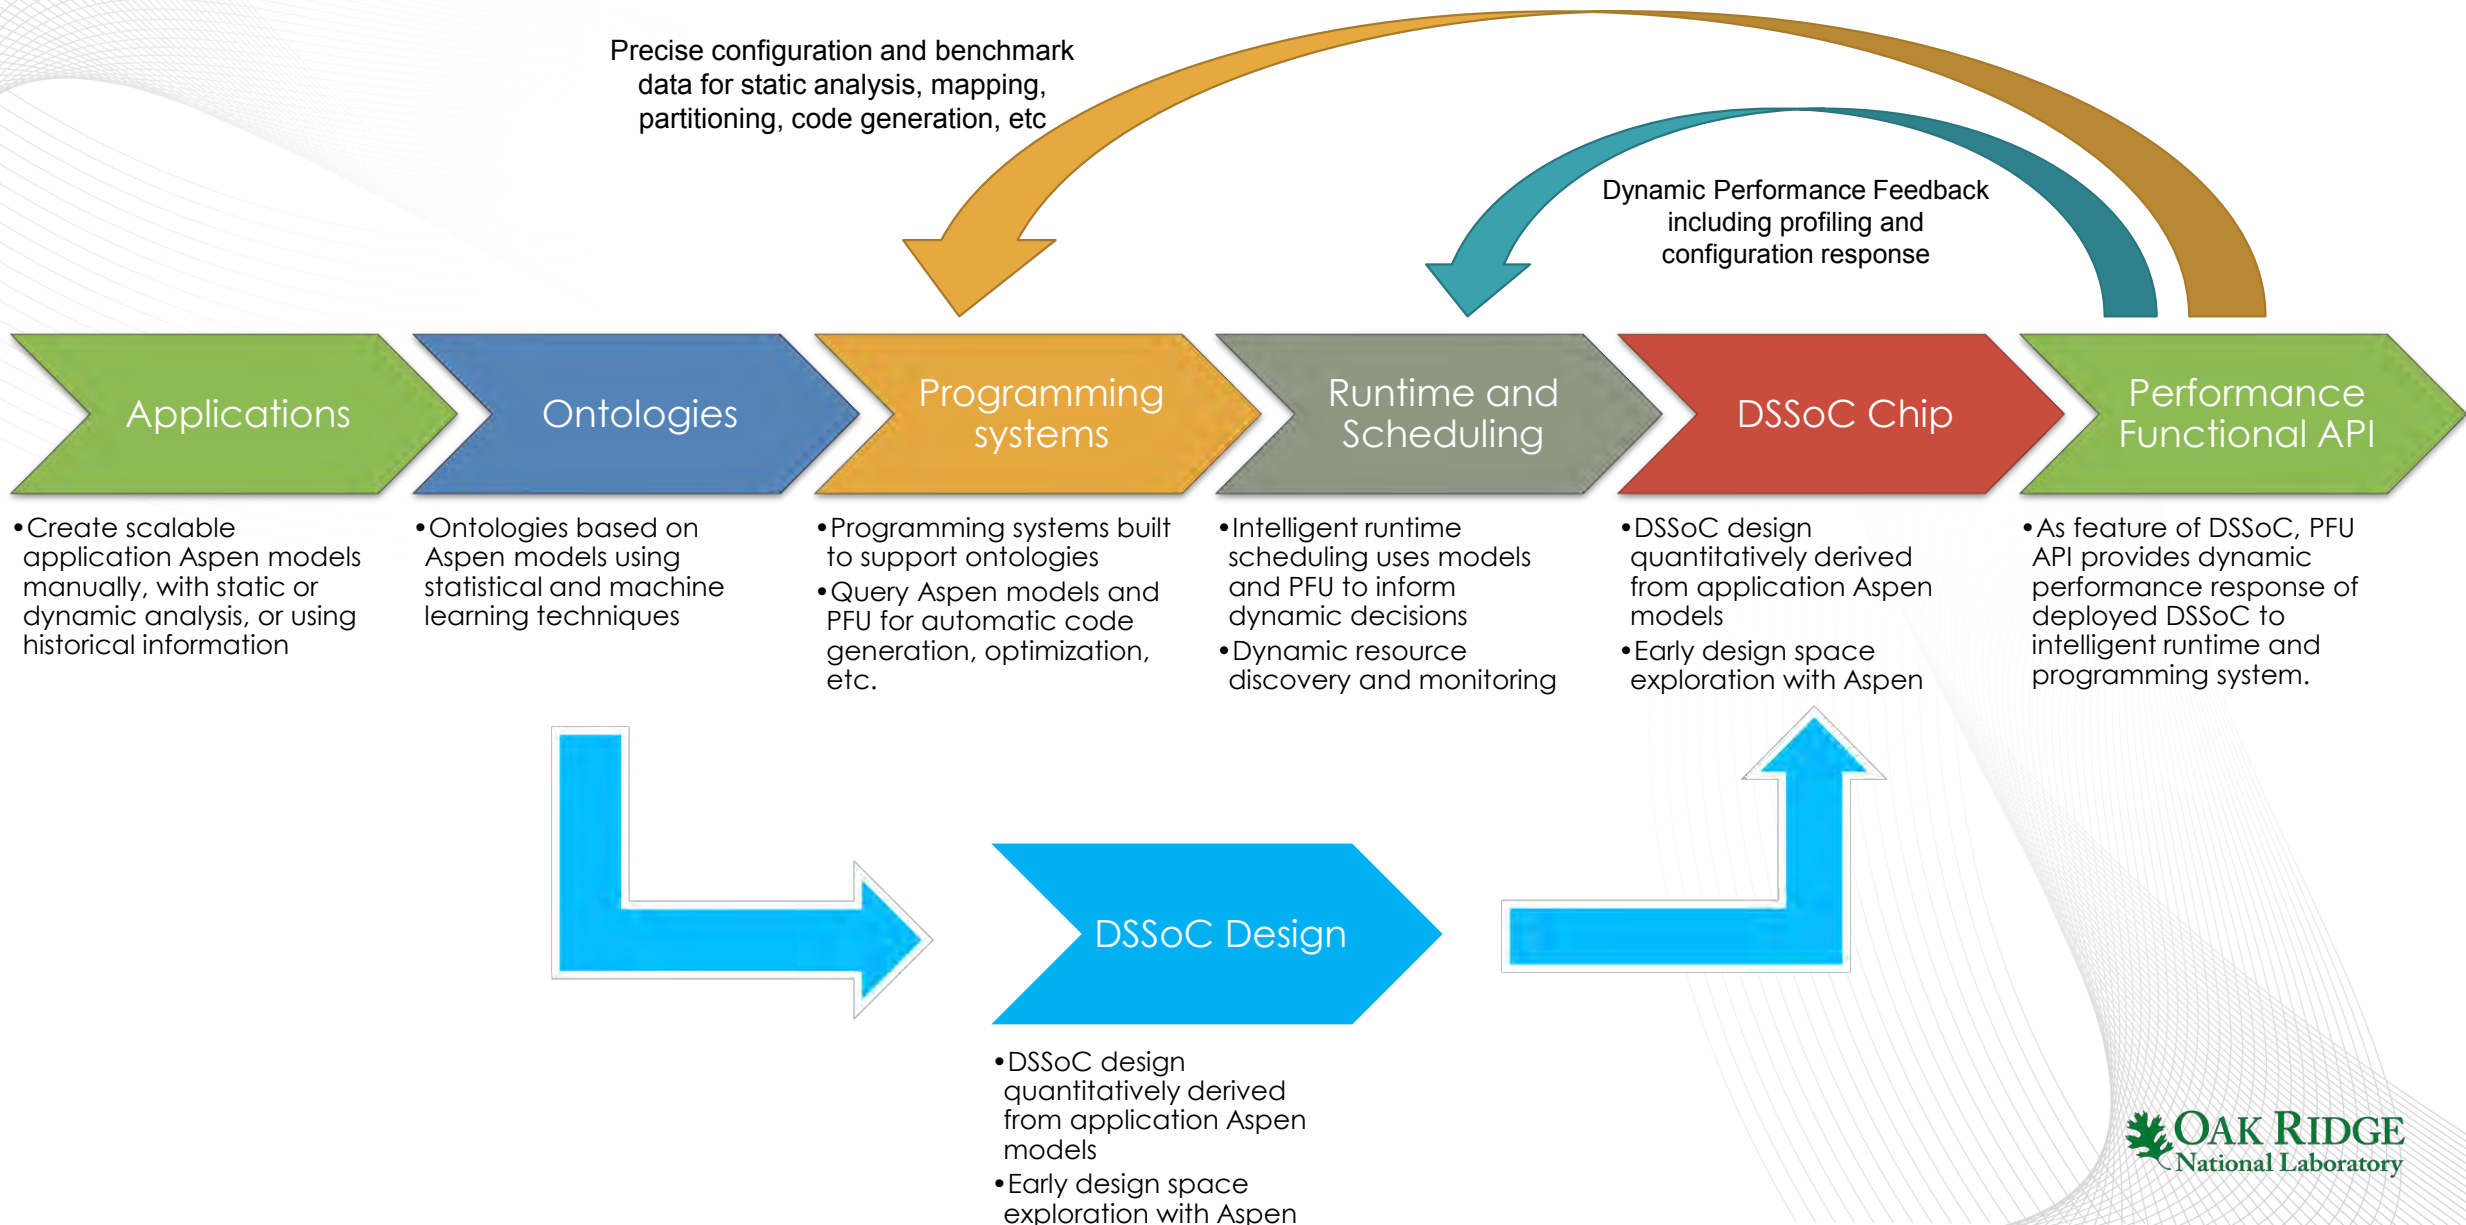 Precise configuration and benchmark
data for static analysis, mapping,
partitioning, code generation, etc
Dynamic Performance Feedback
including profiling and
configuration response
Applications
Ontologies
Programming
systems
Runtime and
Scheduling
DSSoC Chip
Performance
Functional API
•Create scalable
application Aspen models
manually, with static or
dynamic analysis, or using
historical information
•Ontologies based on
Aspen models using
statistical and machine
learning techniques
•Programming systems built
to support ontologies
•Query Aspen models and
PFU for automatic code
generation, optimization,
etc.
•Intelligent runtime
scheduling uses models
and PFU to inform
dynamic decisions
•Dynamic resource
discovery and monitoring
•DSSoC design
quantitatively derived
from application Aspen
models
•Early design space
exploration with Aspen
•As feature of DSSoC, PFU
API provides dynamic
performance response of
deployed DSSoC to
intelligent runtime and
programming system.
DSSoC Design
•DSSoC design
quantitatively derived
from application Aspen
models
•Early design space
exploration with Aspen
OAK RIDGE
National Laboratory